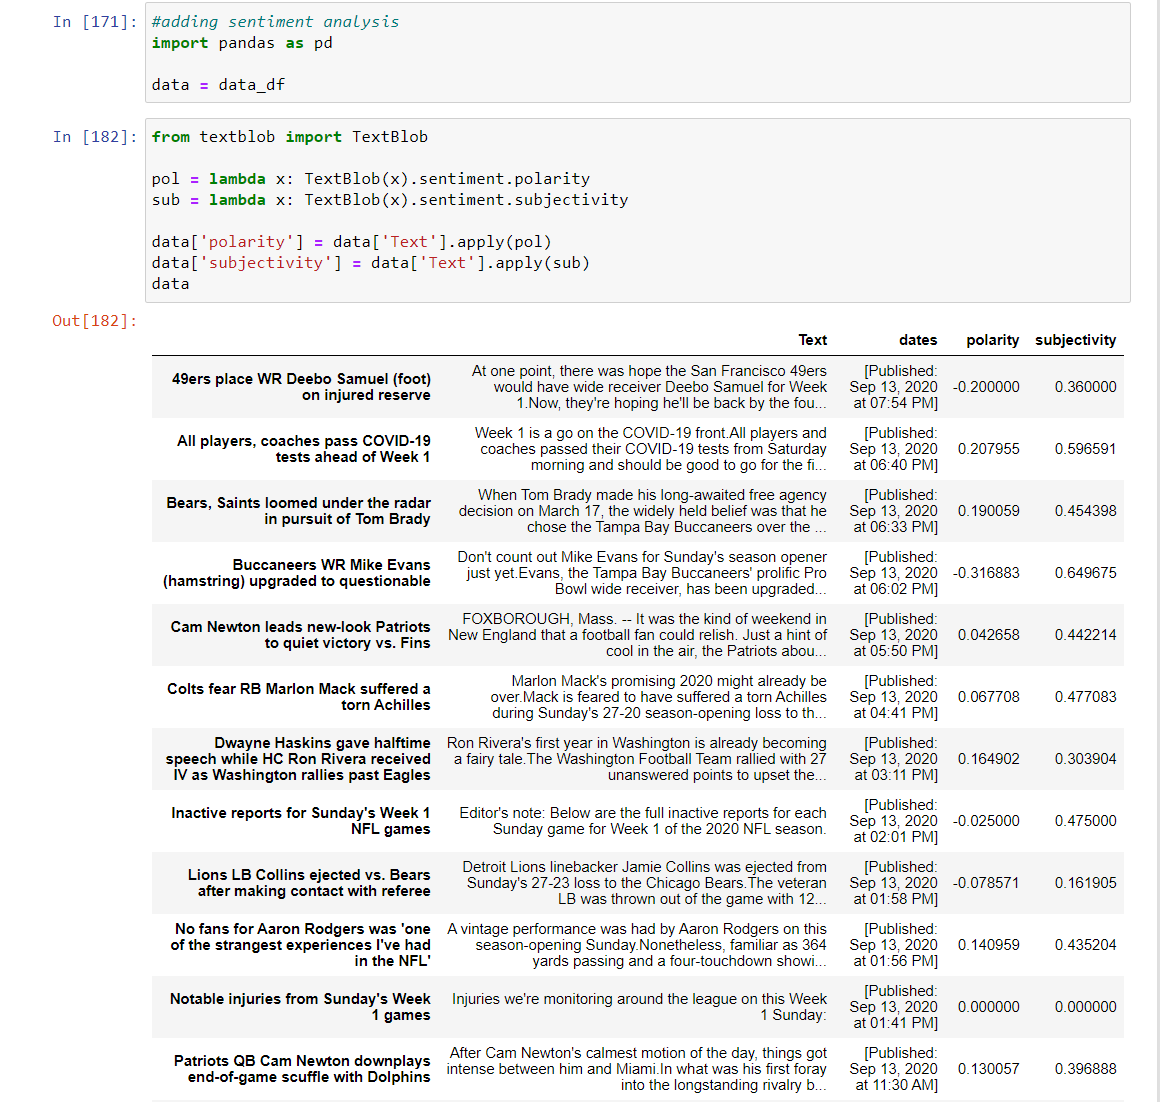 In [171]:
#adding sentiment analysis
import pandas as pd
data = data_df
In [182]:
from textblob import TextBlob
pol = lambda x: TextBlob(x).sentiment.polarity
sub = lambda x: TextBlob(x).sentiment.subjectivity
data['polarity'] = data['Text'].apply(pol)
data['subjectivity'] = data['Text'].apply(sub)
data
Out[182]:
Text dates polarity subjectivity
49ers place WR Deebo Samuel (foot)
on injured reserve
At one point, there was hope the San Francisco 49ers
would have wide receiver Deebo Samuel for Week
1.Now, they're hoping he'll be back by the fou...
[Published:
Sep 13, 2020
at 07:54 PM]
-0.200000
0.360000
All players, coaches pass COVID-19
tests ahead of Week 1
Week 1 is a go on the COVID-19 front.All players and
coaches passed their COVID-19 tests from Saturday
morning and should be good to go for the fi...
[Published:
Sep 13, 2020
at 06:40 PM]
0.207955
0.596591
Bears, Saints loomed under the radar
in pursuit of Tom Brady
When Tom Brady made his long-awaited free agency
decision on March 17, the widely held belief was that he
chose the Tampa Bay Buccaneers over the ...
[Published:
Sep 13, 2020
at 06:33 PM]
0.190059
0.454398
Buccaneers WR Mike Evans
(hamstring) upgraded to questionable
Don't count out Mike Evans for Sunday's season opener
just yet.Evans, the Tampa Bay Buccaneers' prolific Pro
Bowl wide receiver, has been upgraded...
[Published:
Sep 13, 2020
at 06:02 PM]
-0.316883
0.649675
Cam Newton leads new-look Patriots
to quiet victory vs. Fins
FOXBOROUGH, Mass. -- It was the kind of weekend in
New England that a football fan could relish. Just a hint of
cool in the air, the Patriots abou...
[Published:
Sep 13, 2020
at 05:50 PM]
0.042658
0.442214
Colts fear RB Marlon Mack suffered a
torn Achilles
Marlon Mack's promising 2020 might already be
over.Mack is feared to have suffered a torn Achilles
during Sunday's 27-20 season-opening loss to th...
[Published:
Sep 13, 2020
at 04:41 PM]
0.067708
0.477083
Dwayne Haskins gave halftime
speech while HC Ron Rivera received
IV as Washington rallies past Eagles
Ron Rivera's first year in Washington is already becoming
a fairy tale.The Washington Football Team rallied with 27
unanswered points to upset the...
[Published:
Sep 13, 2020
at 03:11 PM]
0.164902
0.303904
Inactive reports for Sunday's Week 1
NFL games
Editor's note: Below are the full inactive reports for each
Sunday game for Week 1 of the 2020 NFL season.
[Published:
Sep 13, 2020
at 02:01 PM]
-0.025000
0.475000
Lions LB Collins ejected vs. Bears
after making contact with referee
Detroit Lions linebacker Jamie Collins was ejected from
Sunday's 27-23 loss to the Chicago Bears.The veteran
LB was thrown out of the game with 12...
[Published:
Sep 13, 2020
at 01:58 PM]
-0.078571
0.161905
No fans for Aaron Rodgers was 'one
of the strangest experiences I've had
in the NFL'
A vintage performance was had by Aaron Rodgers on this
season-opening Sunday.Nonetheless, familiar as 364
yards passing and a four-touchdown showi...
[Published:
Sep 13, 2020
at 01:56 PM]
0.140959
0.435204
Notable injuries from Sunday's Week
1 games
Injuries we're monitoring around the league on this Week
1 Sunday:
[Published:
Sep 13, 2020
at 01:41 PM]
0.000000
0.000000
Patriots QB Cam Newton downplays
end-of-game scuffle with Dolphins
After Cam Newton's calmest motion of the day, things got
intense between him and Miami.In what was his first foray
into the longstanding rivalry b...
[Published:
Sep 13, 2020
at 11:30 AM]
0.130057
0.396888